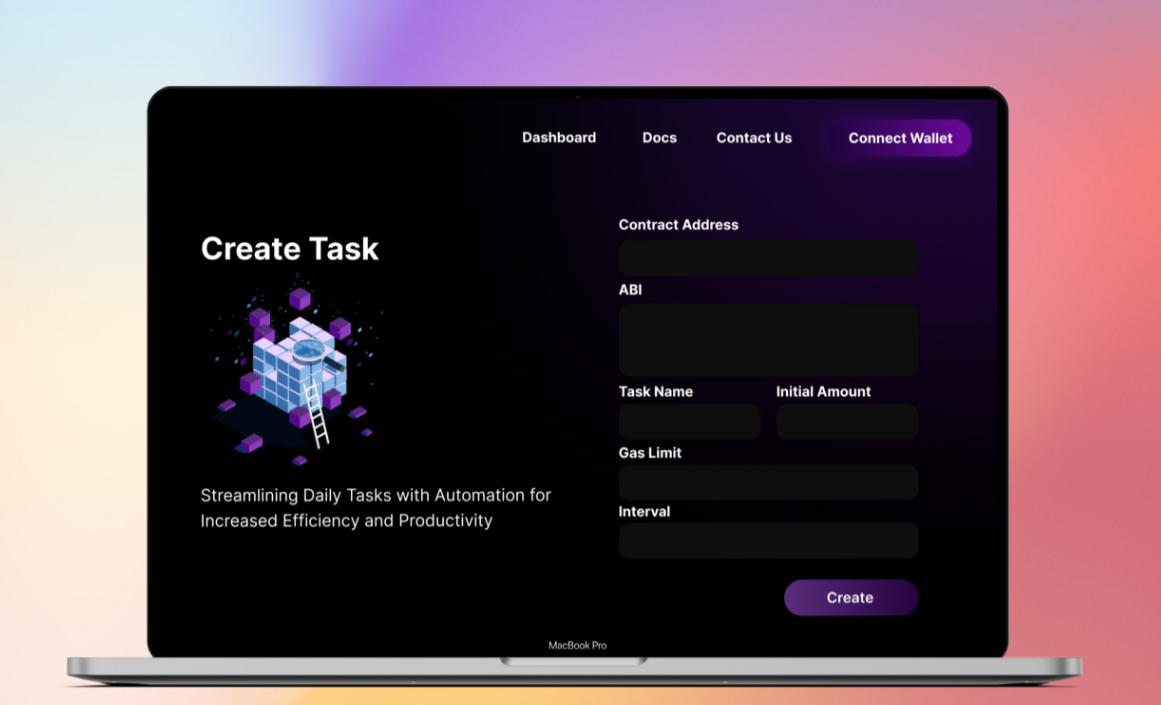 Dashboard
Docs
Contact Us
Connect Wallet
Create Task
Streamlining Daily Tasks with Automation for
Increased Efficiency and Productivity
Contract Address
ABI
Task Name
Initial Amount
Gas Limit
Interval
Create
MacBook Pro